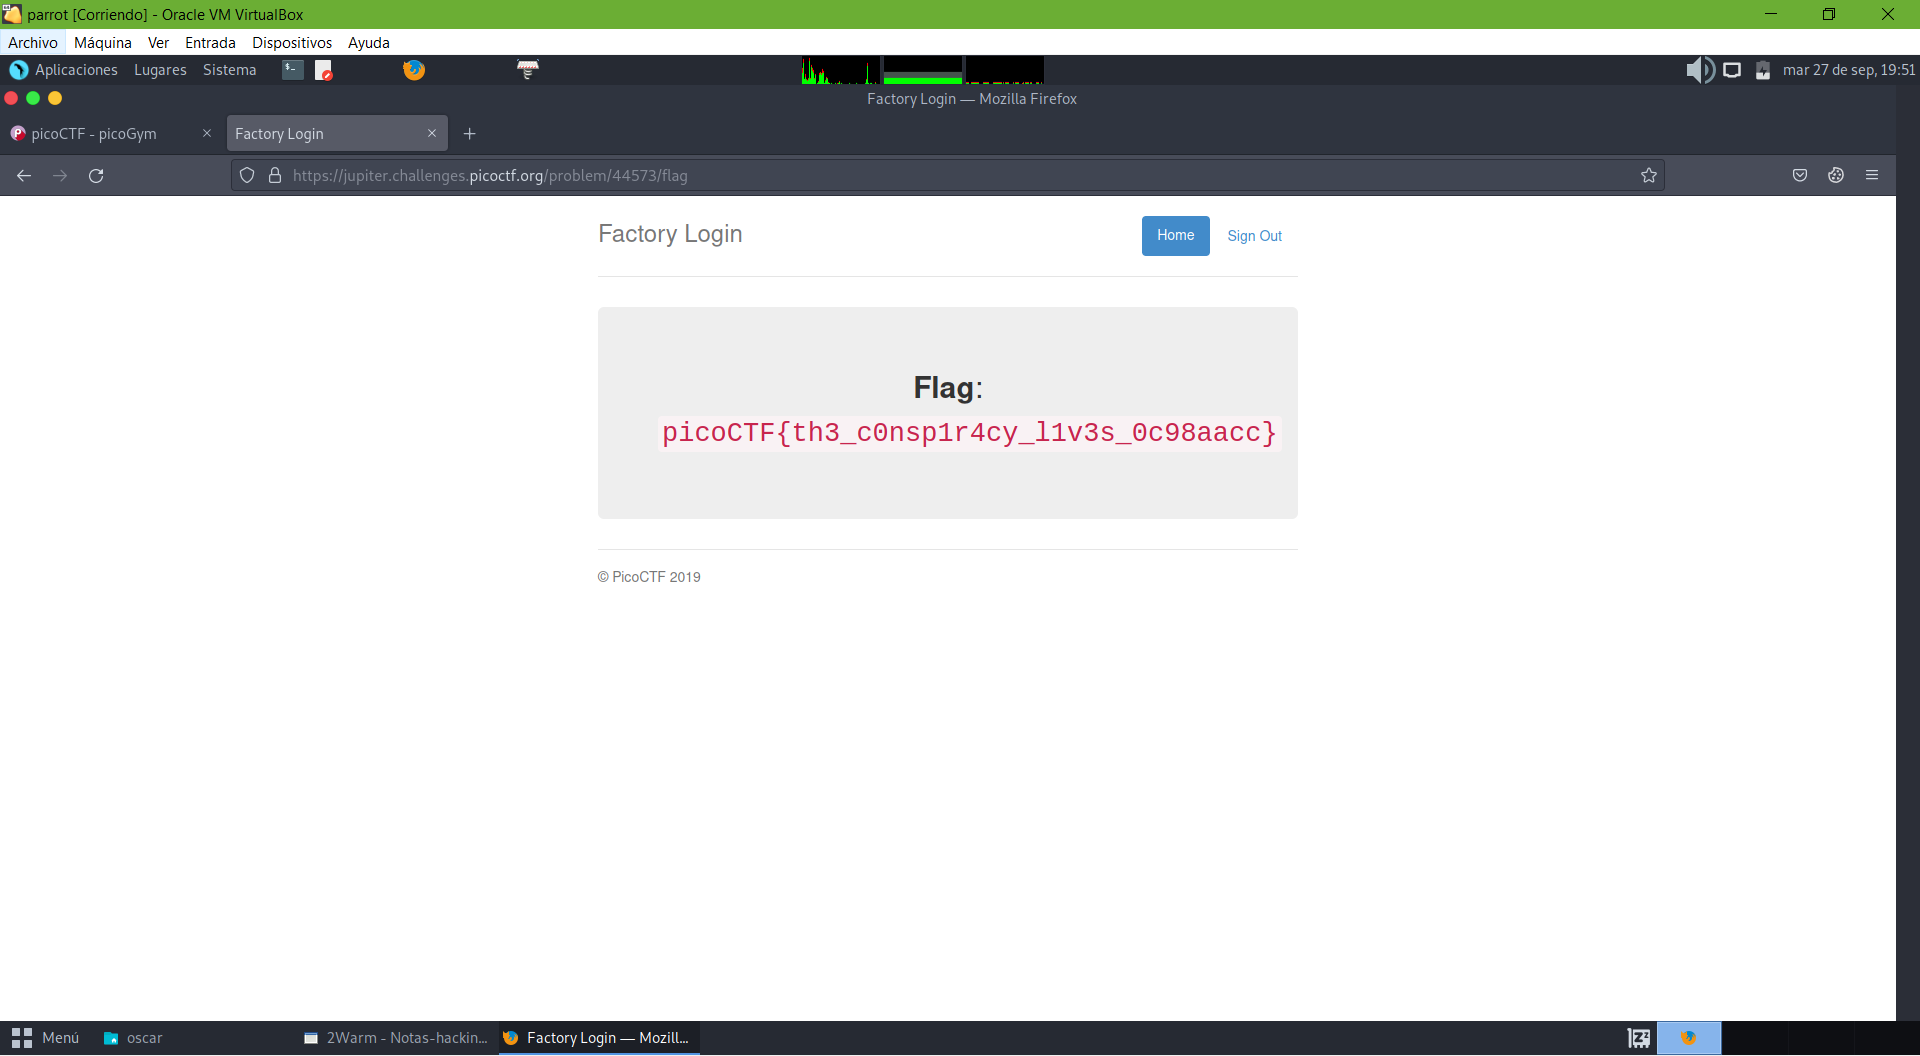 parrot [Corriendo] - Oracle VM VirtualBox
Archivo Máquina Ver Entrada Dispositivos Ayuda
Aplicaciones Lugares Sistema mar 27 de sep, 19:51
Factory Login — Mozilla Firefox
picoCTF - picoGym Factory Login
https://jupiter.challenges.picoctf.org/problem/44573/flag
Factory Login Home Sign Out
Flag:
picoCTF{th3_c0nsp1r4cy_l1v3s_0c98aacc}
© PicoCTF 2019
Menú oscar 2Warm - Notas-hackin... Factory Login — Mozill...